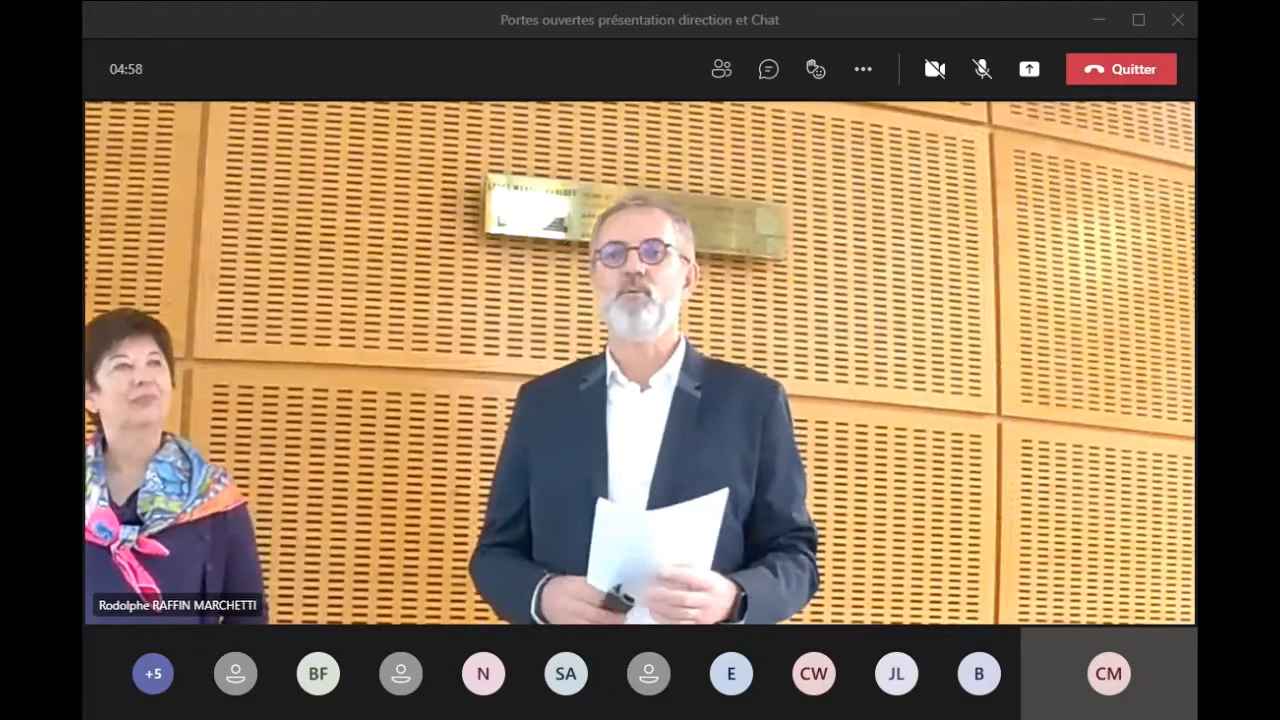 Portes ouvertes présentation direction et Chat
04:58
Quitter
Rodolphe RAFFIN MARCHETTI
+5
BF
N
SA
E
CW
JL
B
CM